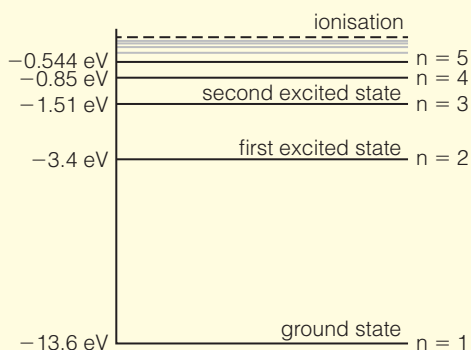 ionisation
−0.544 eV n = 5
−0.85 eV n = 4
second excited state
−1.51 eV n = 3
first excited state
−3.4 eV n = 2
ground state
−13.6 eV n = 1